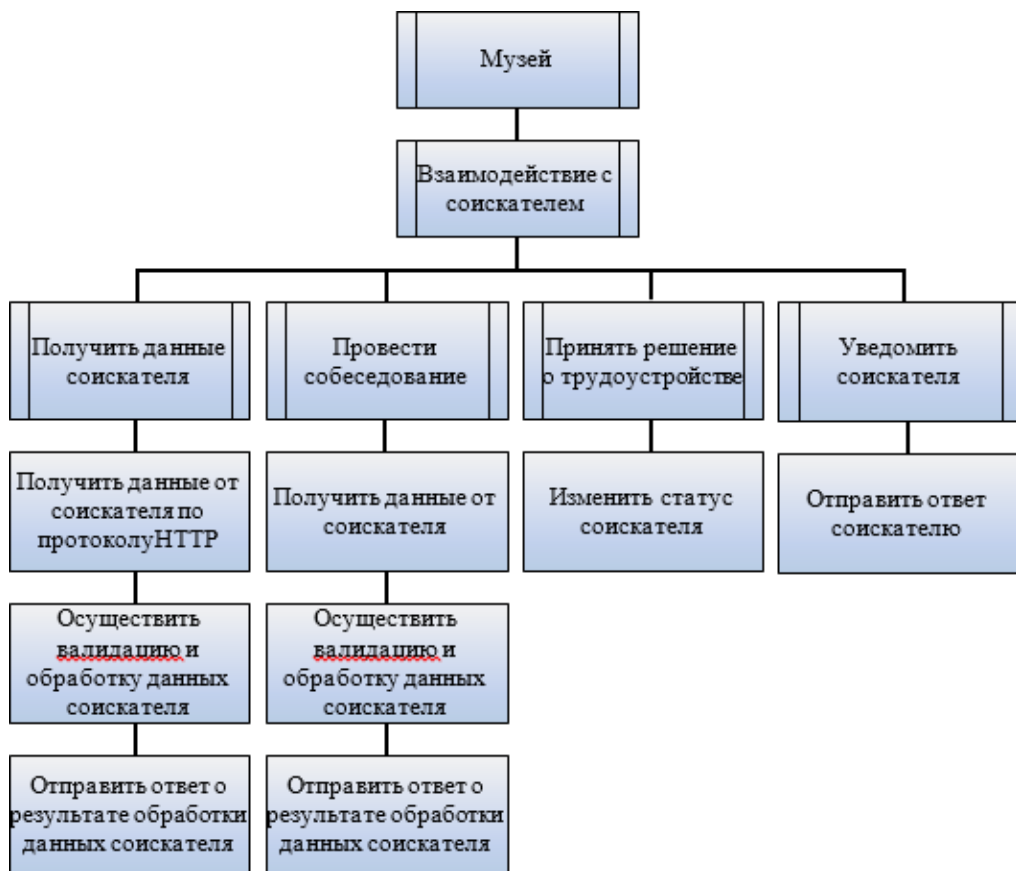 Музей
Взаимодействие с
соискателем
Получить данные
соискателя
Провести
собеседование
Принять решение
о трудоустройстве
Уведомить
соискателя
Получить данные от
соискателя по
протоколуHTTP
Получить данные от
соискателя
Изменить статус
соискателя
Отправить ответ
соискателю
Осуществить
валидацию и
обработку данных
соискателя
Осуществить
валидацию и
обработку данных
соискателя
Отправить ответ о
результате обработки
данных соискателя
Отправить ответ о
результате обработки
данных соискателя